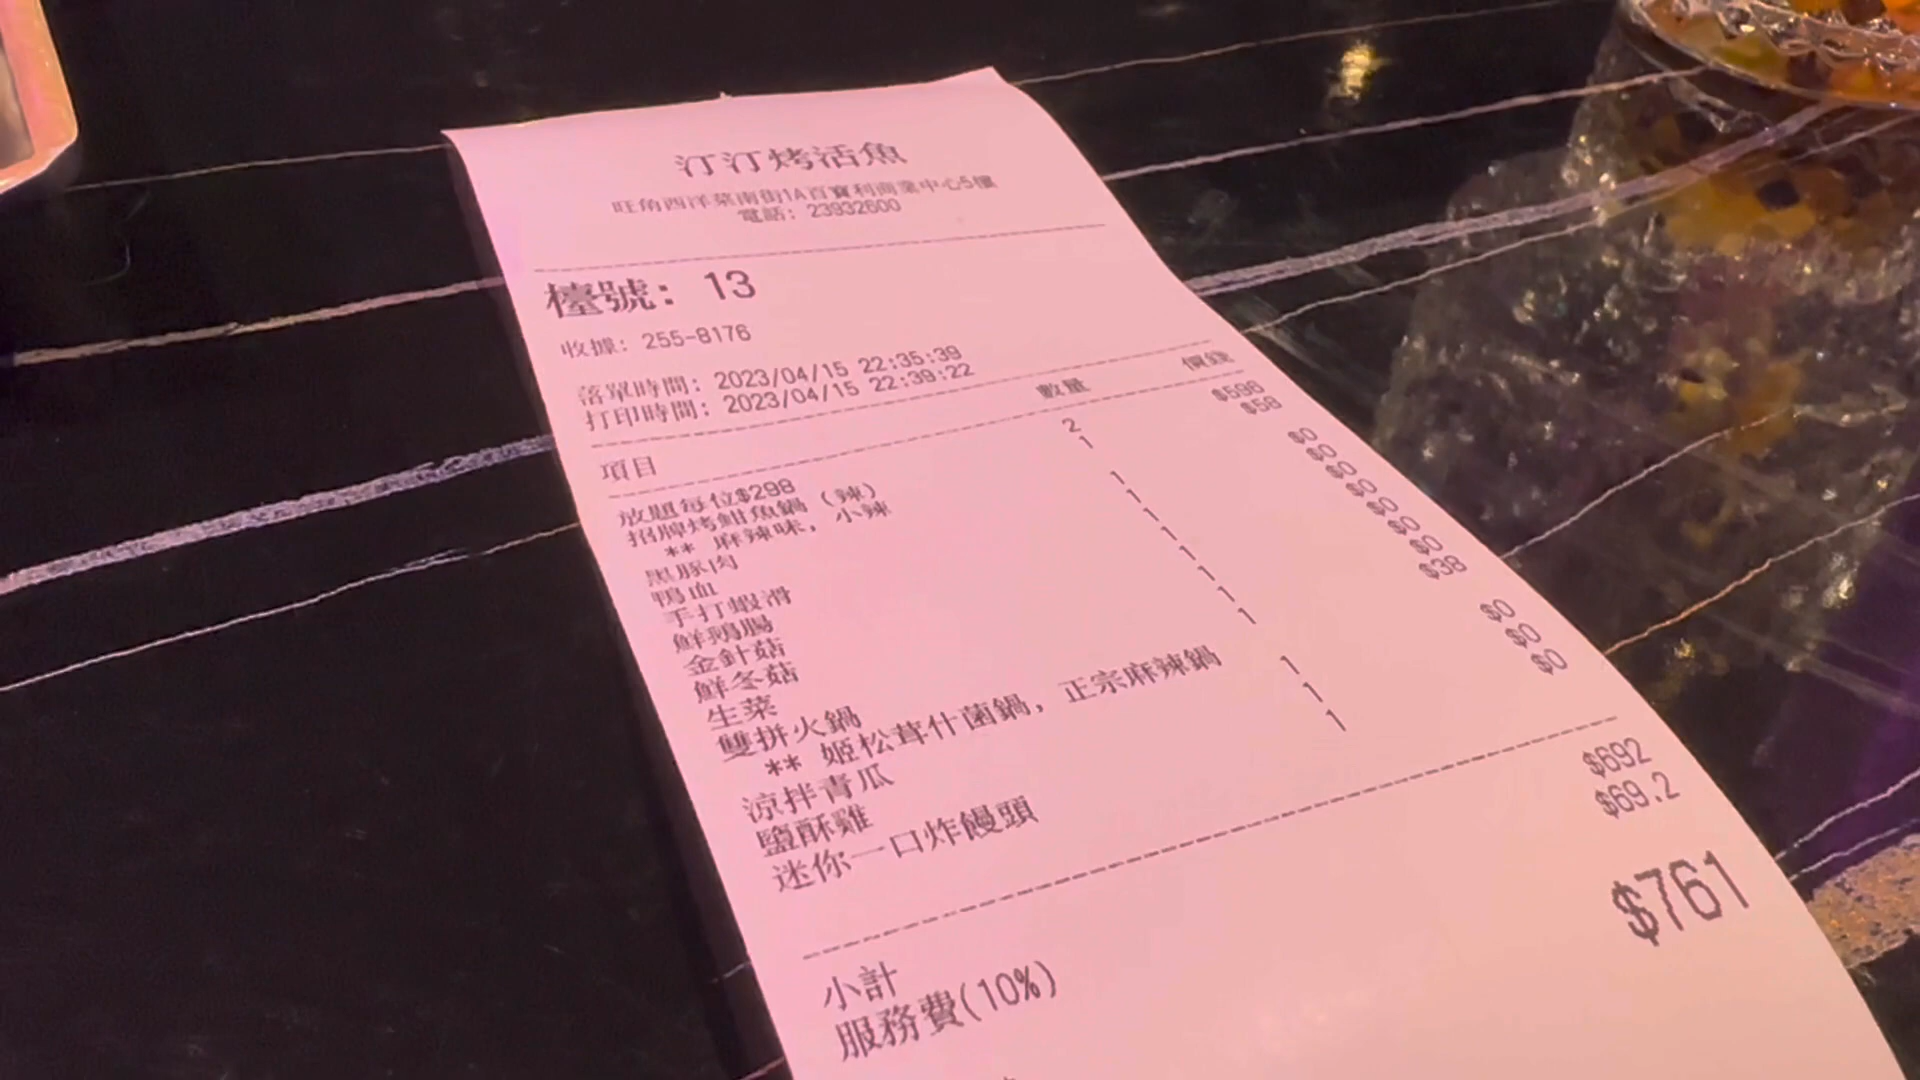 汀汀烤活魚
旺角西洋菜南街1A百寶利商業中心5樓
電話: 23932600
檯號: 13
收據: 255-8176
落單時間: 2023/04/15 22:35:39
打印時間: 2023/04/15 22:39:22
項目 數量 價錢
放題每位$298 2 $596
招牌烤鮒魚鍋 (辣) 1 $58
** 麻辣味, 小辣
黑豚肉 1 $0
鴨血 1 $0
手打蝦滑 1 $0
鮮鵝腸 1 $0
金針菇 1 $0
鮮冬菇 1 $0
生菜 1 $0
雙拼火鍋 1 $38
** 姬松茸什菌鍋, 正宗麻辣鍋
涼拌青瓜 1 $0
鹽酥雞 1 $0
迷你一口炸饅頭 1 $0
小計 $692
服務費(10%) $69.2
$761